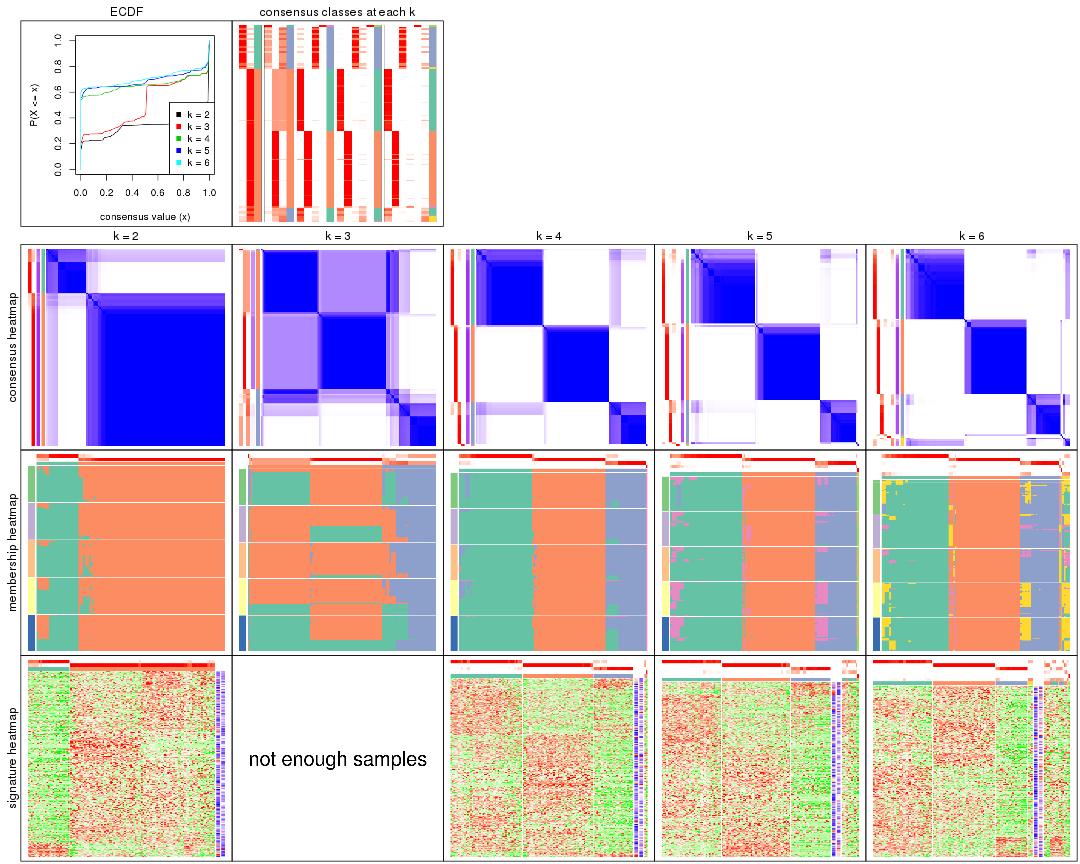 ECDF
consensus classes at each k
P(X <= x)
0.0 0.2 0.4 0.6 0.8 1.0
k = 2
k = 3
k = 4
k = 5
k = 6
0.0 0.2 0.4 0.6 0.8 1.0
consensus value (x)
k = 2 k = 3 k = 4 k = 5 k = 6
consensus heatmap
membership heatmap
signature heatmap
not enough samples